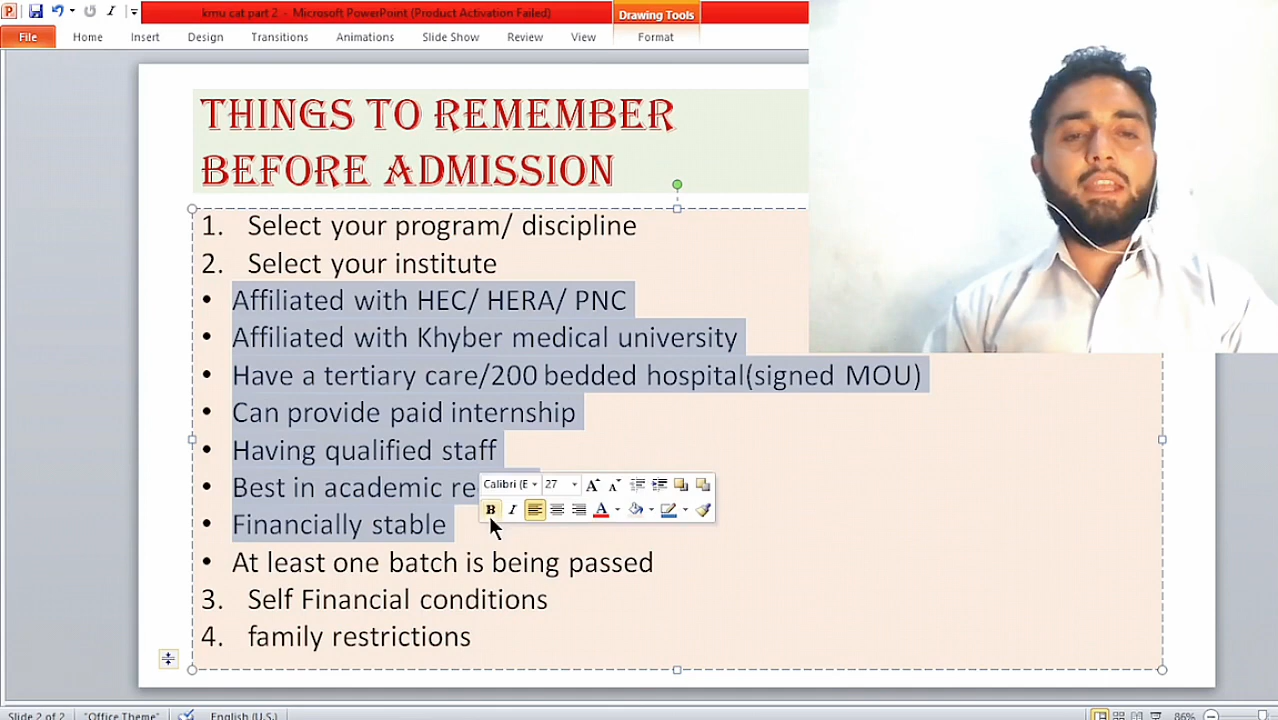 krmu cat part 2 - Microsoft PowerPoint (Product Activation Failed)
Drawing Tools
File Home Insert Design Transitions Animations Slide Show Review View Format
THINGS TO REMEMBER
BEFORE ADMISSION
1. Select your program/ discipline
2. Select your institute
• Affiliated with HEC/ HERA/ PNC
• Affiliated with Khyber medical university
• Have a tertiary care/200 bedded hospital(signed MOU)
• Can provide paid internship
• Having qualified staff
• Best in academic re
Calibri (E 27
• Financially stable
• At least one batch is being passed
3. Self Financial conditions
4. family restrictions
Slide 2 of 2 "Office Theme" English (U.S.) 86%